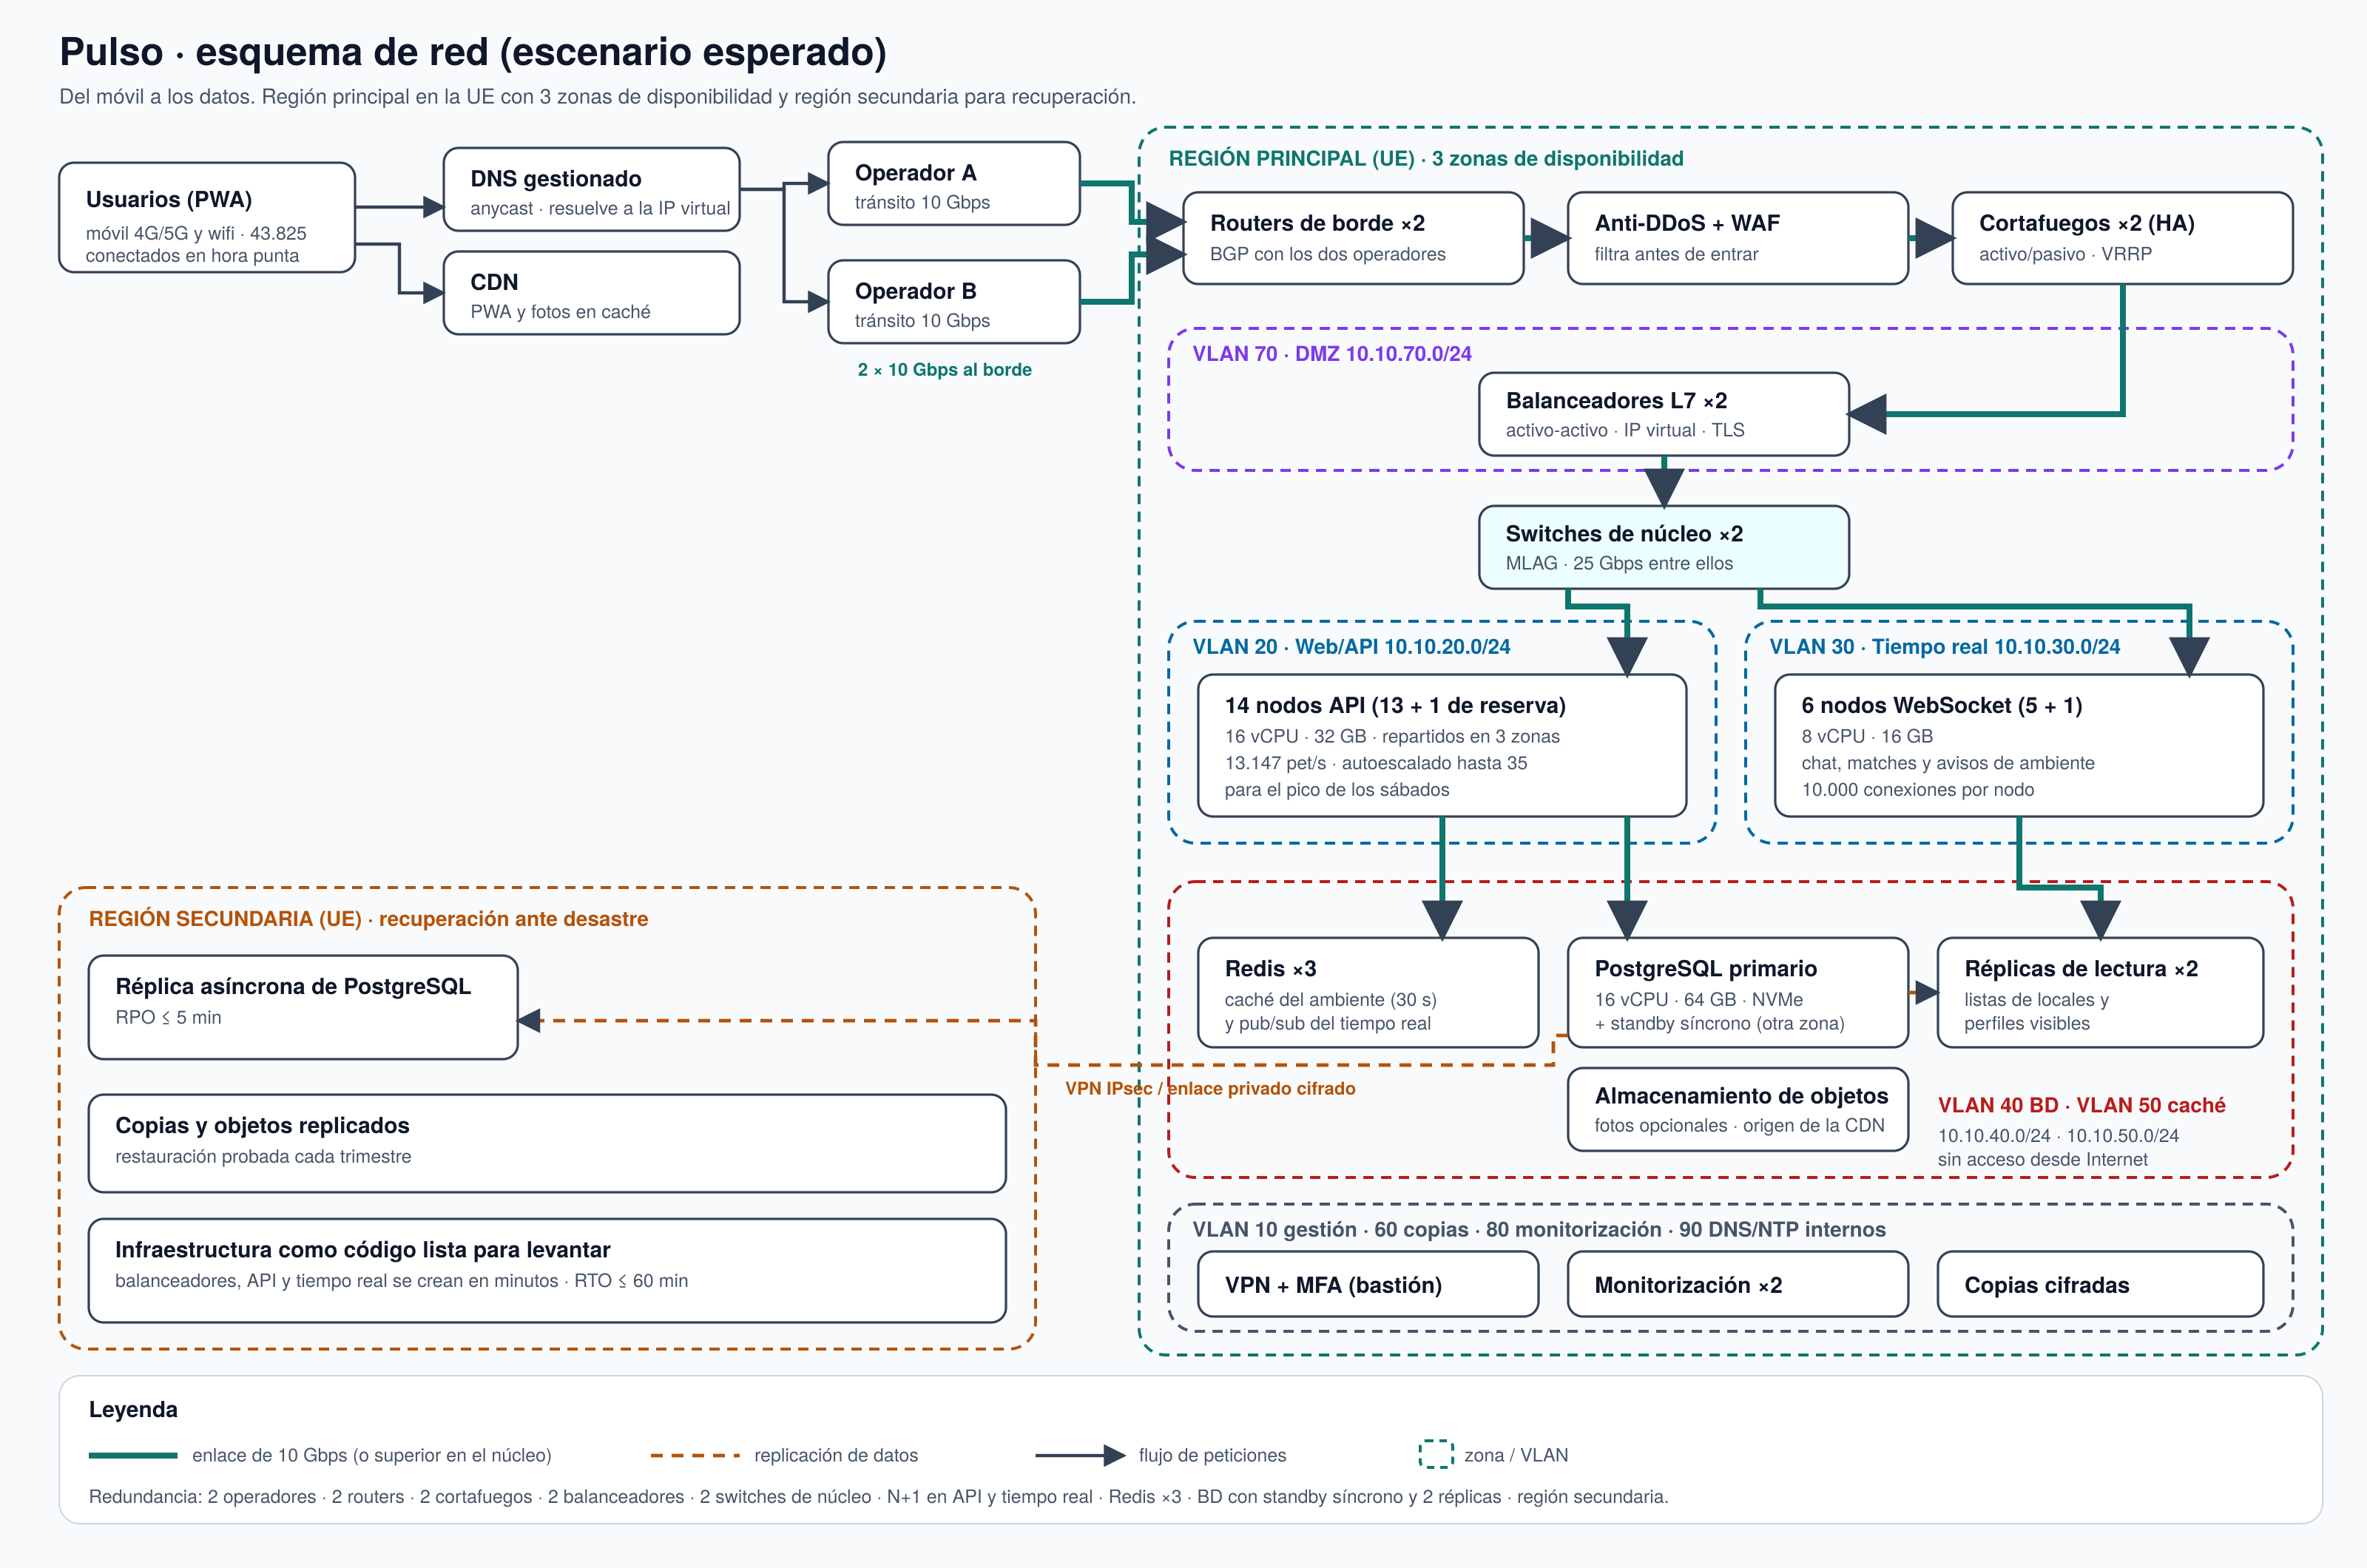 Pulso · esquema de red (escenario esperado)
Del móvil a los datos. Región principal en la UE con 3 zonas de disponibilidad y región secundaria para recuperación.
Usuarios (PWA)
móvil 4G/5G y wifi · 43.825
conectados en hora punta
DNS gestionado
anycast · resuelve a la IP virtual
CDN
PWA y fotos en caché
Operador A
tránsito 10 Gbps
Operador B
tránsito 10 Gbps
2 × 10 Gbps al borde
REGIÓN PRINCIPAL (UE) · 3 zonas de disponibilidad
Routers de borde ×2
BGP con los dos operadores
Anti-DDoS + WAF
filtra antes de entrar
Cortafuegos ×2 (HA)
activo/pasivo · VRRP
VLAN 70 · DMZ 10.10.70.0/24
Balanceadores L7 ×2
activo-activo · IP virtual · TLS
Switches de núcleo ×2
MLAG · 25 Gbps entre ellos
VLAN 20 · Web/API 10.10.20.0/24
14 nodos API (13 + 1 de reserva)
16 vCPU · 32 GB · repartidos en 3 zonas
13.147 pet/s · autoescalado hasta 35
para el pico de los sábados
VLAN 30 · Tiempo real 10.10.30.0/24
6 nodos WebSocket (5 + 1)
8 vCPU · 16 GB
chat, matches y avisos de ambiente
10.000 conexiones por nodo
Redis ×3
caché del ambiente (30 s)
y pub/sub del tiempo real
PostgreSQL primario
16 vCPU · 64 GB · NVMe
+ standby síncrono (otra zona)
Réplicas de lectura ×2
listas de locales y
perfiles visibles
Almacenamiento de objetos
fotos opcionales · origen de la CDN
VLAN 40 BD · VLAN 50 caché
10.10.40.0/24 · 10.10.50.0/24
sin acceso desde Internet
VPN IPsec / enlace privado cifrado
REGIÓN SECUNDARIA (UE) · recuperación ante desastre
Réplica asíncrona de PostgreSQL
RPO ≤ 5 min
Copias y objetos replicados
restauración probada cada trimestre
Infraestructura como código lista para levantar
balanceadores, API y tiempo real se crean en minutos · RTO ≤ 60 min
VLAN 10 gestión · 60 copias · 80 monitorización · 90 DNS/NTP internos
VPN + MFA (bastión)
Monitorización ×2
Copias cifradas
Leyenda
enlace de 10 Gbps (o superior en el núcleo)
replicación de datos
flujo de peticiones
zona / VLAN
Redundancia: 2 operadores · 2 routers · 2 cortafuegos · 2 balanceadores · 2 switches de núcleo · N+1 en API y tiempo real · Redis ×3 · BD con standby síncrono y 2 réplicas · región secundaria.